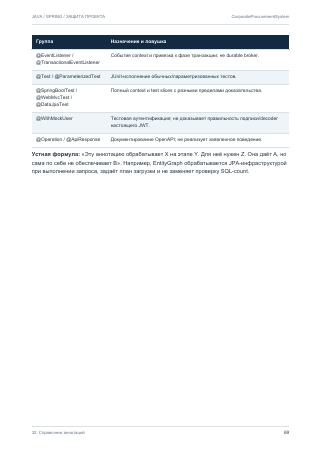 JAVA / SPRING / ЗАЩИТА ПРОЕКТА
CorporateProcurementSystem
Группа
Назначение и ловушка
@EventListener /
@TransactionalEventListener
События context и привязка к фазе транзакции; не durable broker.
@Test / @ParameterizedTest
JUnit-исполнение обычных/параметризованных тестов.
@SpringBootTest /
@WebMvcTest /
@DataJpaTest
Полный context и test slices с разными пределами доказательства.
@WithMockUser
Тестовая аутентификация; не доказывает правильность подписи/decoder
настоящего JWT.
@Operation / @ApiResponse
Документирование OpenAPI; не реализует заявленное поведение.
Устная формула: «Эту аннотацию обрабатывает X на этапе Y. Для неё нужен Z. Она даёт A, но
сама по себе не обеспечивает B». Например, EntityGraph обрабатывается JPA-инфраструктурой
при выполнении запроса, задаёт план загрузки и не заменяет проверку SQL-count.
32. Справочник аннотаций